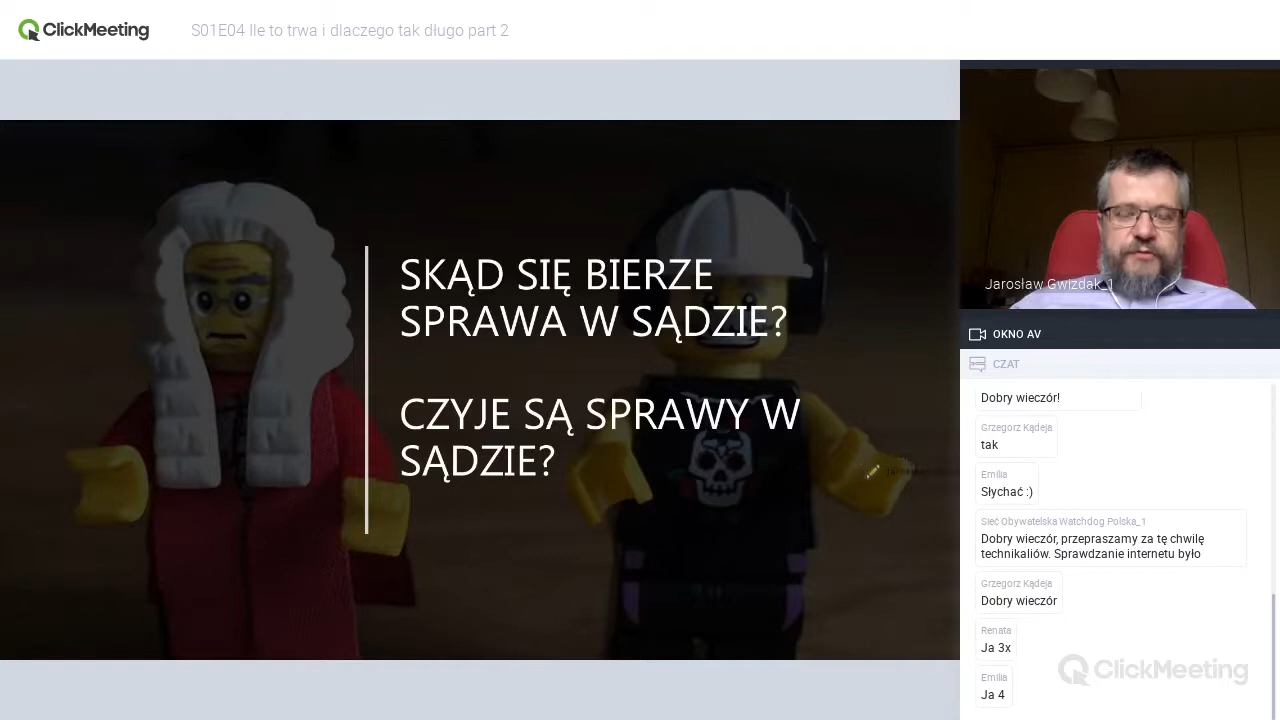 ClickMeeting
S01E04 Ile to trwa i dlaczego tak długo part 2
SKĄD SIĘ BIERZE
SPRAWA W SĄDZIE?
CZYJE SĄ SPRAWY W
SĄDZIE?
Jarosław Gwizdak_1
OKNO AV
CZAT
Dobry wieczór!
Grzegorz Kądeja
tak
Emilia
Słychać :)
Sieć Obywatelska Watchdog Polska_1
Dobry wieczór, przepraszamy za tę chwilę
technikaliów. Sprawdzanie internetu było
Grzegorz Kądeja
Dobry wieczór
Renata
Ja 3x
Emilia
Ja 4
ClickMeeting